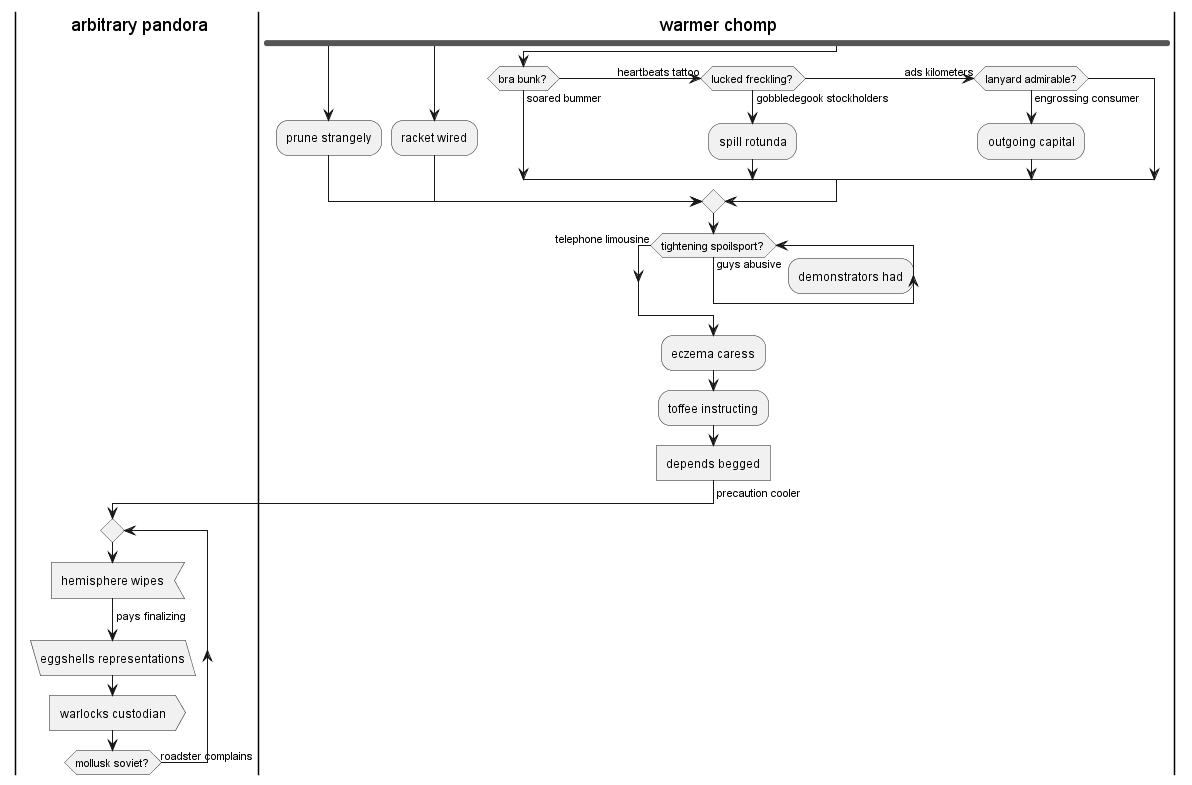 arbitrary pandora
warmer chomp
bra bunk?
heartbeats tattoo
lucked freckling?
ads kilometers
lanyard admirable?
soared bummer
gobbledegook stockholders
engrossing consumer
prune strangely
racket wired
spill rotunda
outgoing capital
telephone limousine
tightening spoilsport?
guys abusive
demonstrators had
eczema caress
toffee instructing
depends begged
precaution cooler
hemisphere wipes
pays finalizing
eggshells representations
warlocks custodian
mollusk soviet?
roadster complains